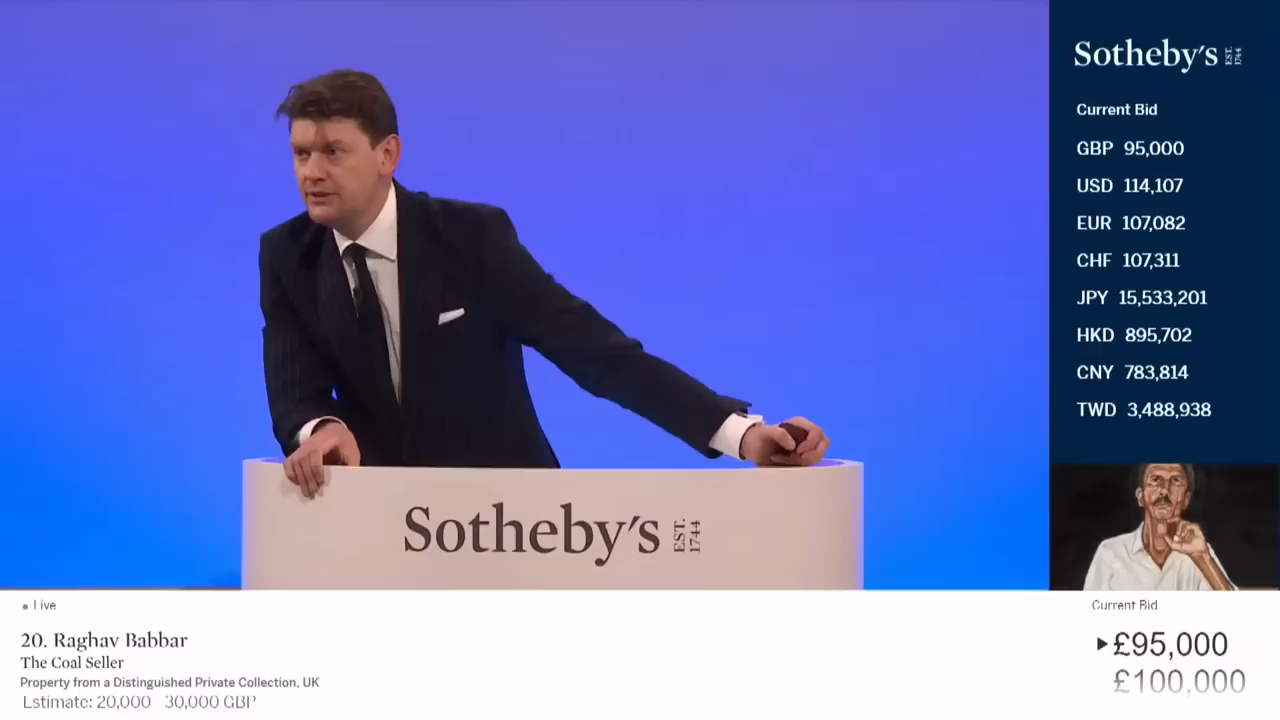 Sotheby's EST. 1744
Current Bid
GBP 95,000
USD 114,107
EUR 107,082
CHF 107,311
JPY 15,533,201
HKD 895,702
CNY 783,814
TWD 3,488,938
Sotheby's EST. 1744
Live
20. Raghav Babbar
The Coal Seller
Property from a Distinguished Private Collection, UK
Estimate: 20,000 30,000 GBP
Current Bid
£95,000
£100,000